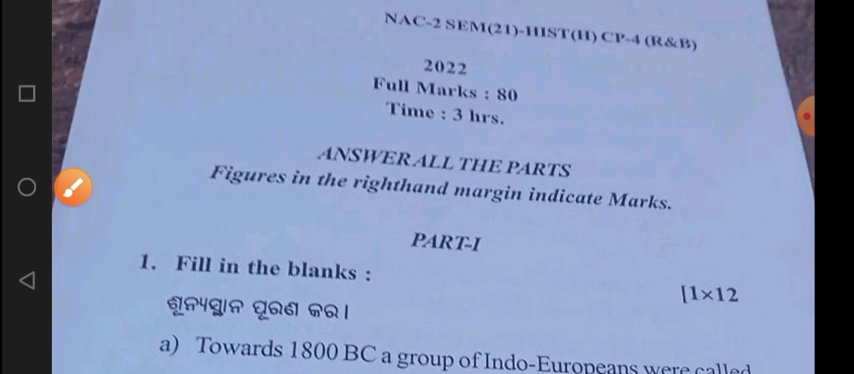 NAC-2 SEM(21)-HIST(H) CP-4 (R&B)
2022
Full Marks : 80
Time : 3 hrs.
ANSWER ALL THE PARTS
Figures in the righthand margin indicate Marks.
PART-I
1. Fill in the blanks :
[1×12
ଶୂନ୍ୟସ୍ଥାନ ପୂରଣ କର।
a) Towards 1800 BC a group of Indo-Europeans were called